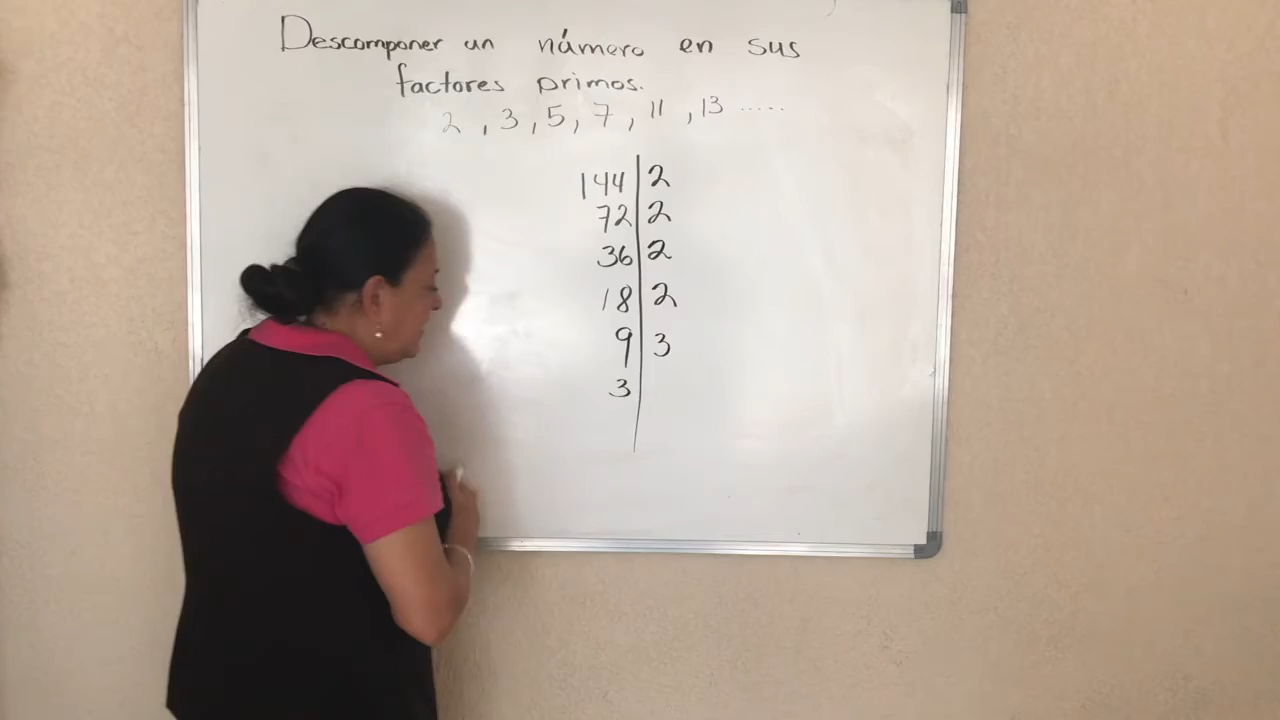 Descomponer un número en sus
factores primos.
2 , 3 , 5 , 7 , 11 , 13 .....
144 | 2
72 | 2
36 | 2
18 | 2
9 | 3
3 |